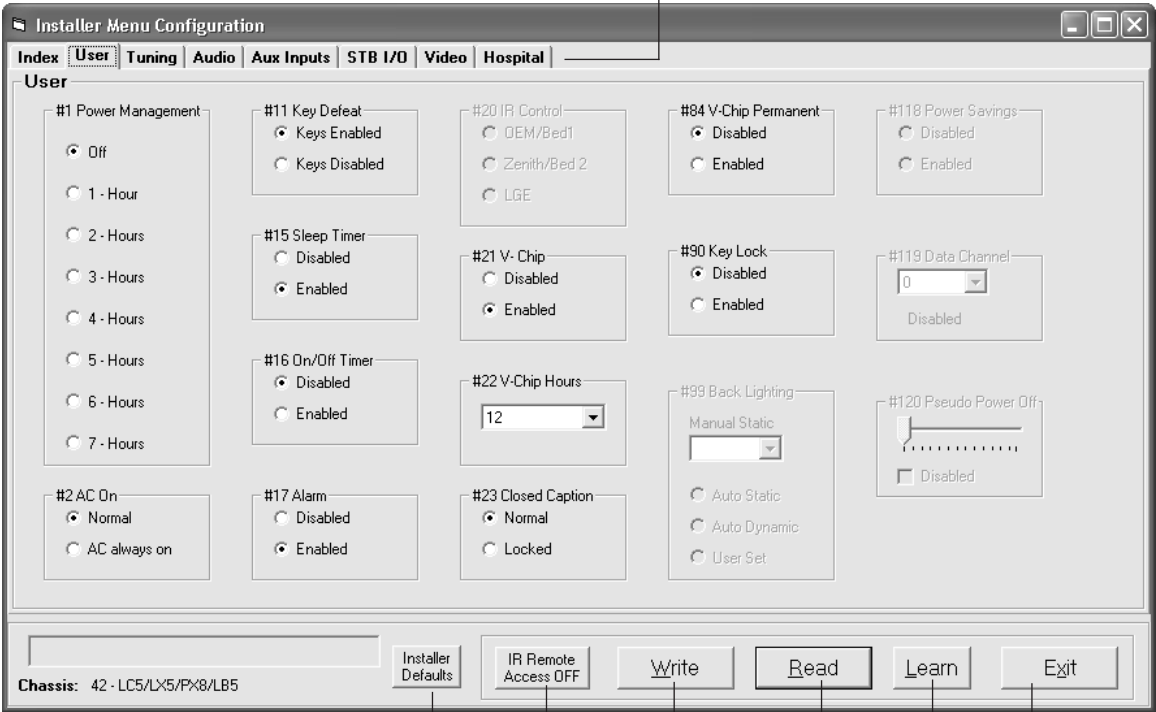 Installer Menu Configuration
Index User Tuning Audio Aux Inputs STB I/O Video Hospital
User
#1 Power Management
Off
1 - Hour
2 - Hours
3 - Hours
4 - Hours
5 - Hours
6 - Hours
7 - Hours
#2 AC On
Normal
AC always on
#11 Key Defeat
Keys Enabled
Keys Disabled
#15 Sleep Timer
Disabled
Enabled
#16 On/Off Timer
Disabled
Enabled
#17 Alarm
Disabled
Enabled
#20 IR Control
OEM/Bed1
Zenith/Bed 2
LGE
#21 V- Chip
Disabled
Enabled
#22 V-Chip Hours
12
#23 Closed Caption
Normal
Locked
#84 V-Chip Permanent
Disabled
Enabled
#90 Key Lock
Disabled
Enabled
#99 Back Lighting
Manual Static
Auto Static
Auto Dynamic
User Set
#118 Power Savings
Disabled
Enabled
#119 Data Channel
0
Disabled
#120 Pseudo Power Off
Disabled
Chassis: 42 - LC5/LX5/PX8/LB5
Installer
Defaults
IR Remote
Access OFF
Write
Read
Learn
Exit